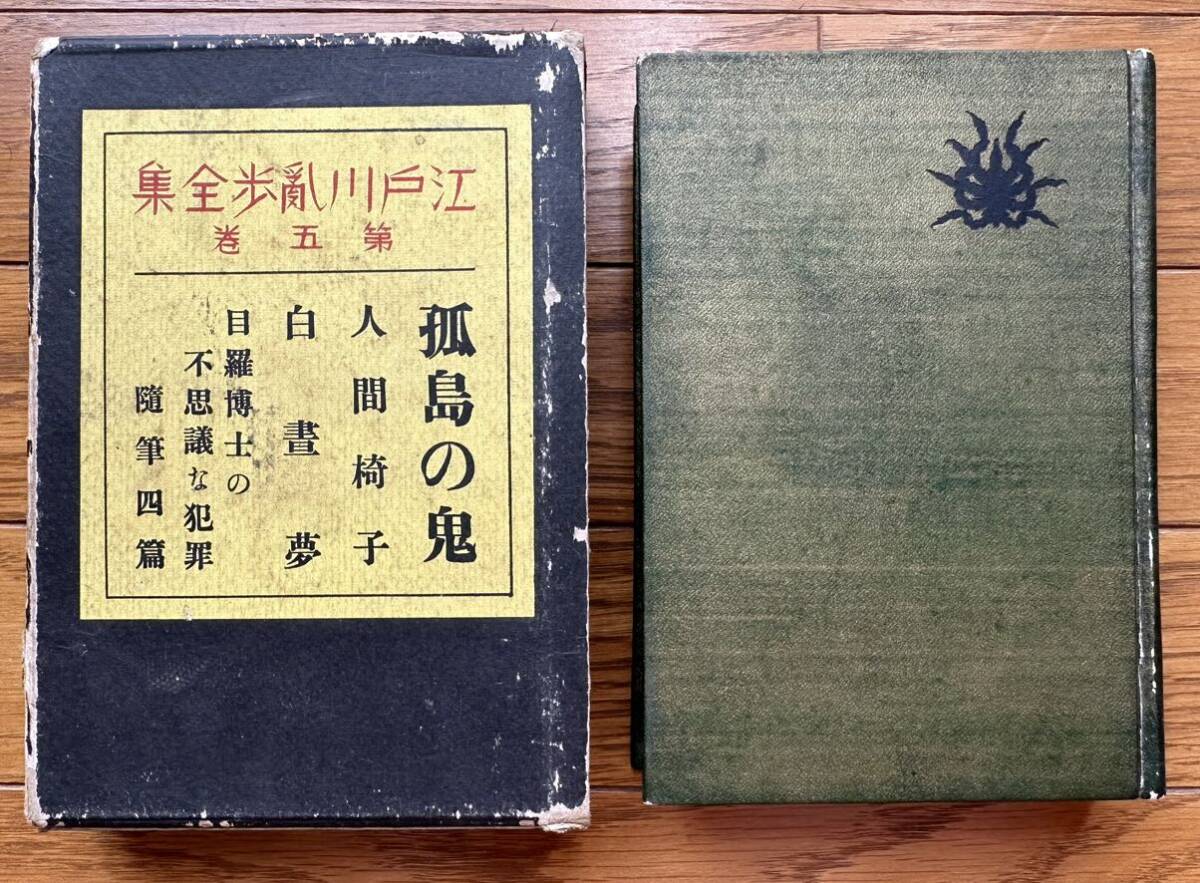 江戸川亂步全集
第五卷
孤島の鬼
人間椅子
白晝夢
目羅博士の
不思議な犯罪
隨筆四篇